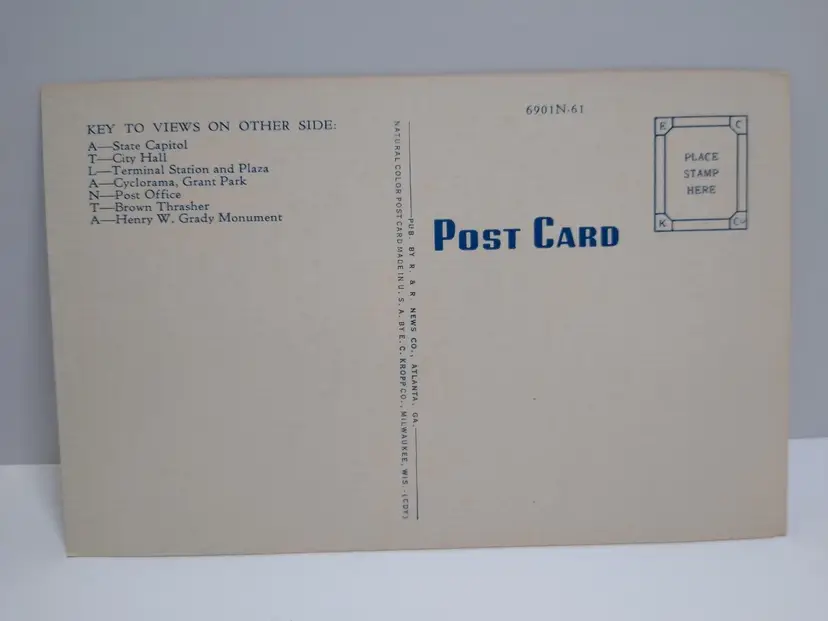 KEY TO VIEWS ON OTHER SIDE:
A—State Capitol
T—City Hall
L—Terminal Station and Plaza
A—Cyclorama, Grant Park
N—Post Office
T—Brown Thrasher
A—Henry W. Grady Monument
NATURAL COLOR POST CARD MADE IN U. S. A. BY E. C. KROPP CO., MILWAUKEE, WIS. (CDY)
PUB. BY R. & R. NEWS CO., ATLANTA, GA.
6901N-61
POST CARD
E C
PLACE
STAMP
HERE
K Co